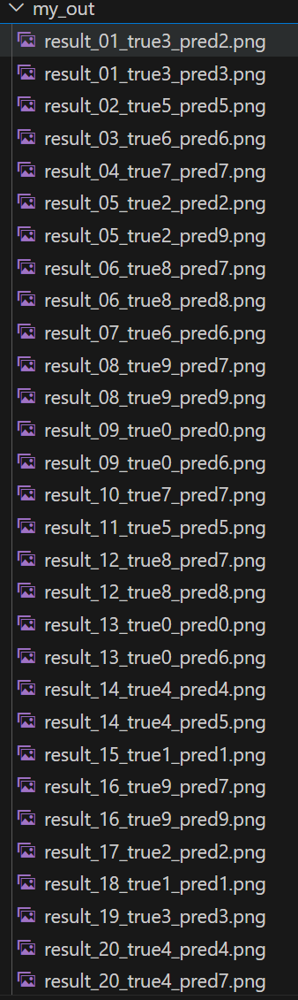 my_out
result_01_true3_pred2.png
result_01_true3_pred3.png
result_02_true5_pred5.png
result_03_true6_pred6.png
result_04_true7_pred7.png
result_05_true2_pred2.png
result_05_true2_pred9.png
result_06_true8_pred7.png
result_06_true8_pred8.png
result_07_true6_pred6.png
result_08_true9_pred7.png
result_08_true9_pred9.png
result_09_true0_pred0.png
result_09_true0_pred6.png
result_10_true7_pred7.png
result_11_true5_pred5.png
result_12_true8_pred7.png
result_12_true8_pred8.png
result_13_true0_pred0.png
result_13_true0_pred6.png
result_14_true4_pred4.png
result_14_true4_pred5.png
result_15_true1_pred1.png
result_16_true9_pred7.png
result_16_true9_pred9.png
result_17_true2_pred2.png
result_18_true1_pred1.png
result_19_true3_pred3.png
result_20_true4_pred4.png
result_20_true4_pred7.png